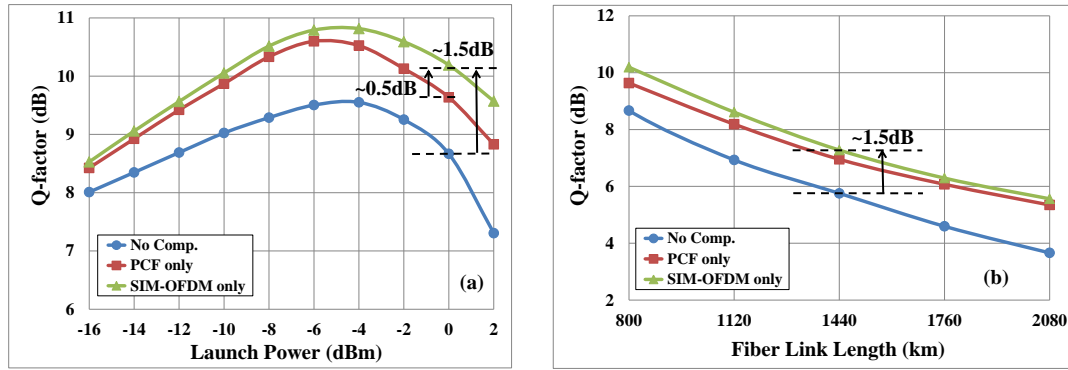 11
10
9
8
7
6
Q-factor (dB)
~1.5dB
~0.5dB
No Comp.
PCF only
SIM-OFDM only
(a)
-16 -14 -12 -10 -8 -6 -4 -2 0 2
Launch Power (dBm)
12
10
8
6
4
2
Q-factor (dB)
~1.5dB
No Comp.
PCF only
SIM-OFDM only
(b)
800 1120 1440 1760 2080
Fiber Link Length (km)